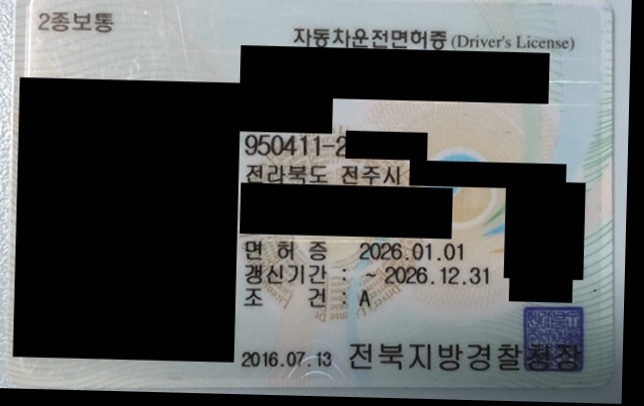 2종보통
자동차운전면허증 (Driver's License)
950411-2
전라북도 전주시
면 허 증 2026.01.01
갱신기간 : ~ 2026.12.31
조 건 : A
2016.07.13 전북지방경찰청장